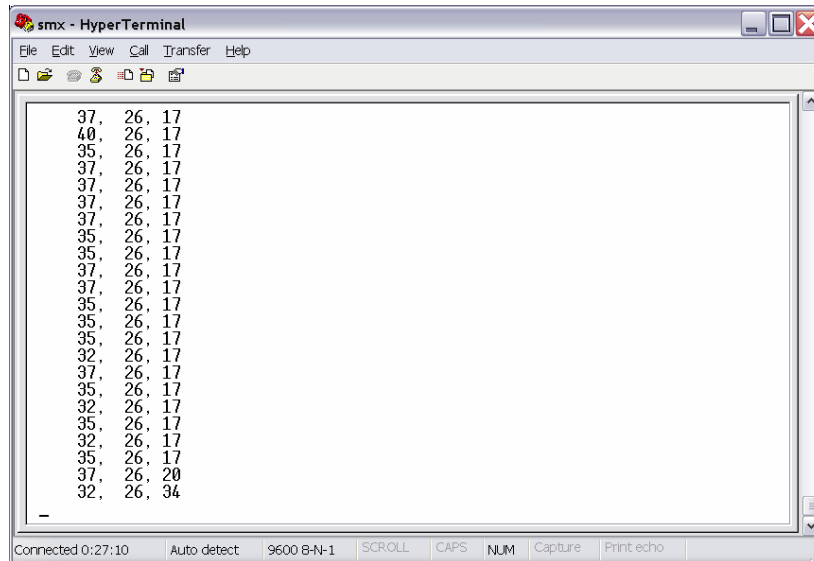 smx - HyperTerminal
File Edit View Call Transfer Help
37, 26, 17
40, 26, 17
35, 26, 17
37, 26, 17
37, 26, 17
37, 26, 17
37, 26, 17
35, 26, 17
35, 26, 17
37, 26, 17
37, 26, 17
35, 26, 17
35, 26, 17
35, 26, 17
32, 26, 17
37, 26, 17
35, 26, 17
32, 26, 17
35, 26, 17
32, 26, 17
35, 26, 17
37, 26, 20
32, 26, 34
Connected 0:27:10 Auto detect 9600 8-N-1 SCROLL CAPS NUM Capture Print echo